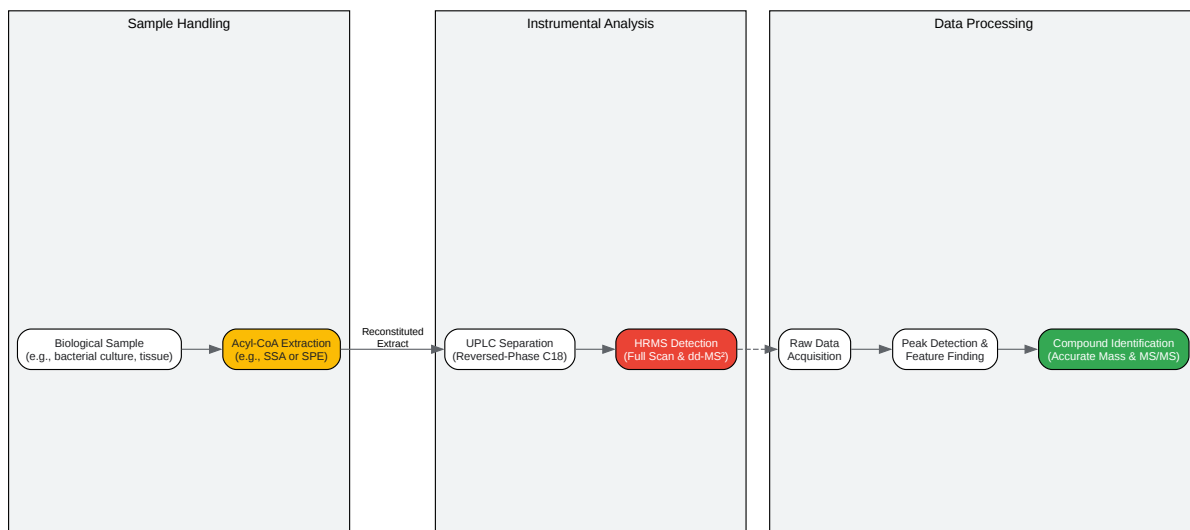 Sample Handling
Instrumental Analysis
Data Processing
Biological Sample
(e.g., bacterial culture, tissue)
Acyl-CoA Extraction
(e.g., SSA or SPE)
Reconstituted
Extract
UPLC Separation
(Reversed-Phase C18)
HRMS Detection
(Full Scan & dd-MS²)
Raw Data
Acquisition
Peak Detection &
Feature Finding
Compound Identification
(Accurate Mass & MS/MS)